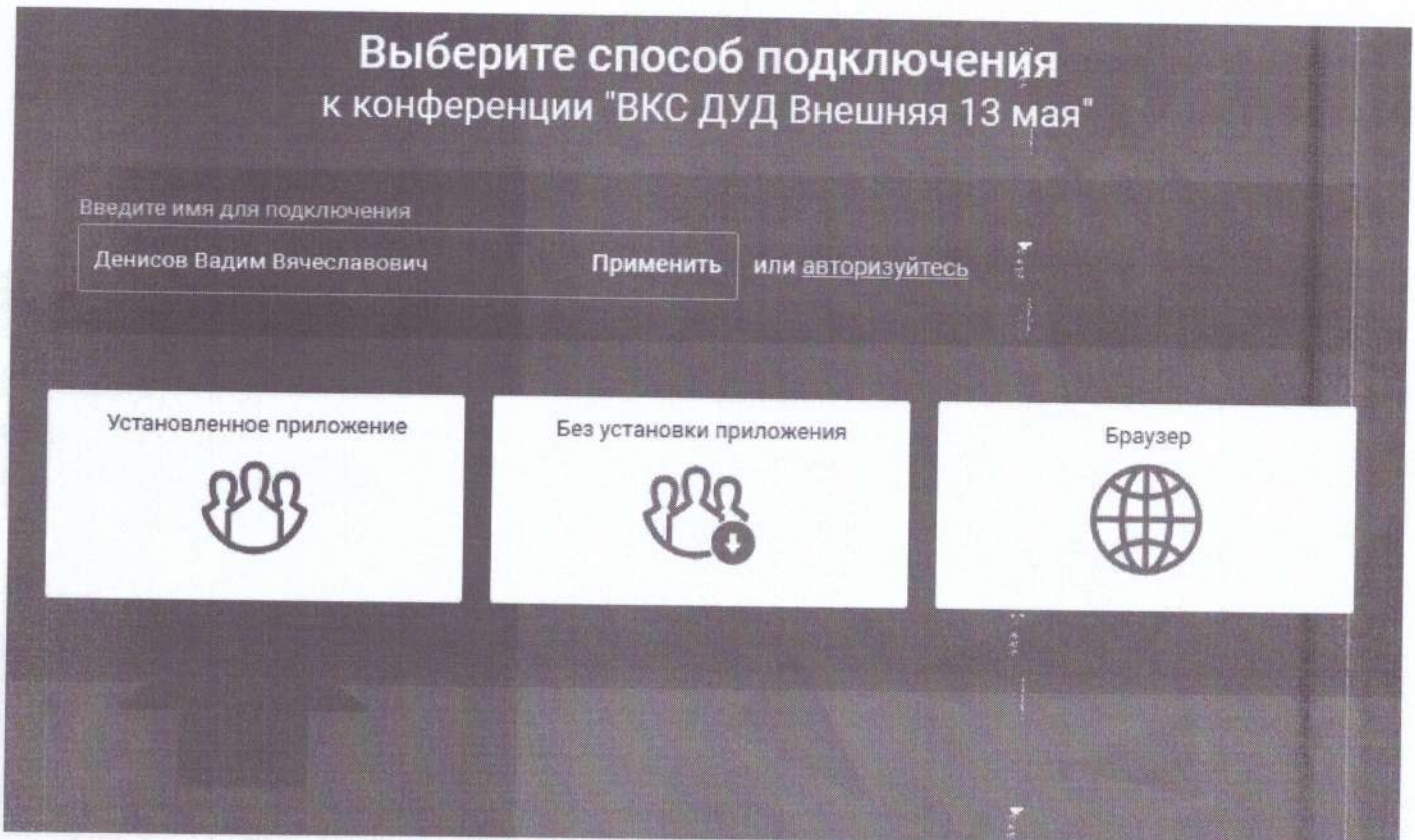 Выберите способ подключения
к конференции "ВКС ДУД Внешняя 13 мая"
Введите имя для подключения
Денисов Вадим Вячеславович Применить или авторизуйтесь
Установленное приложение
Без установки приложения
Браузер